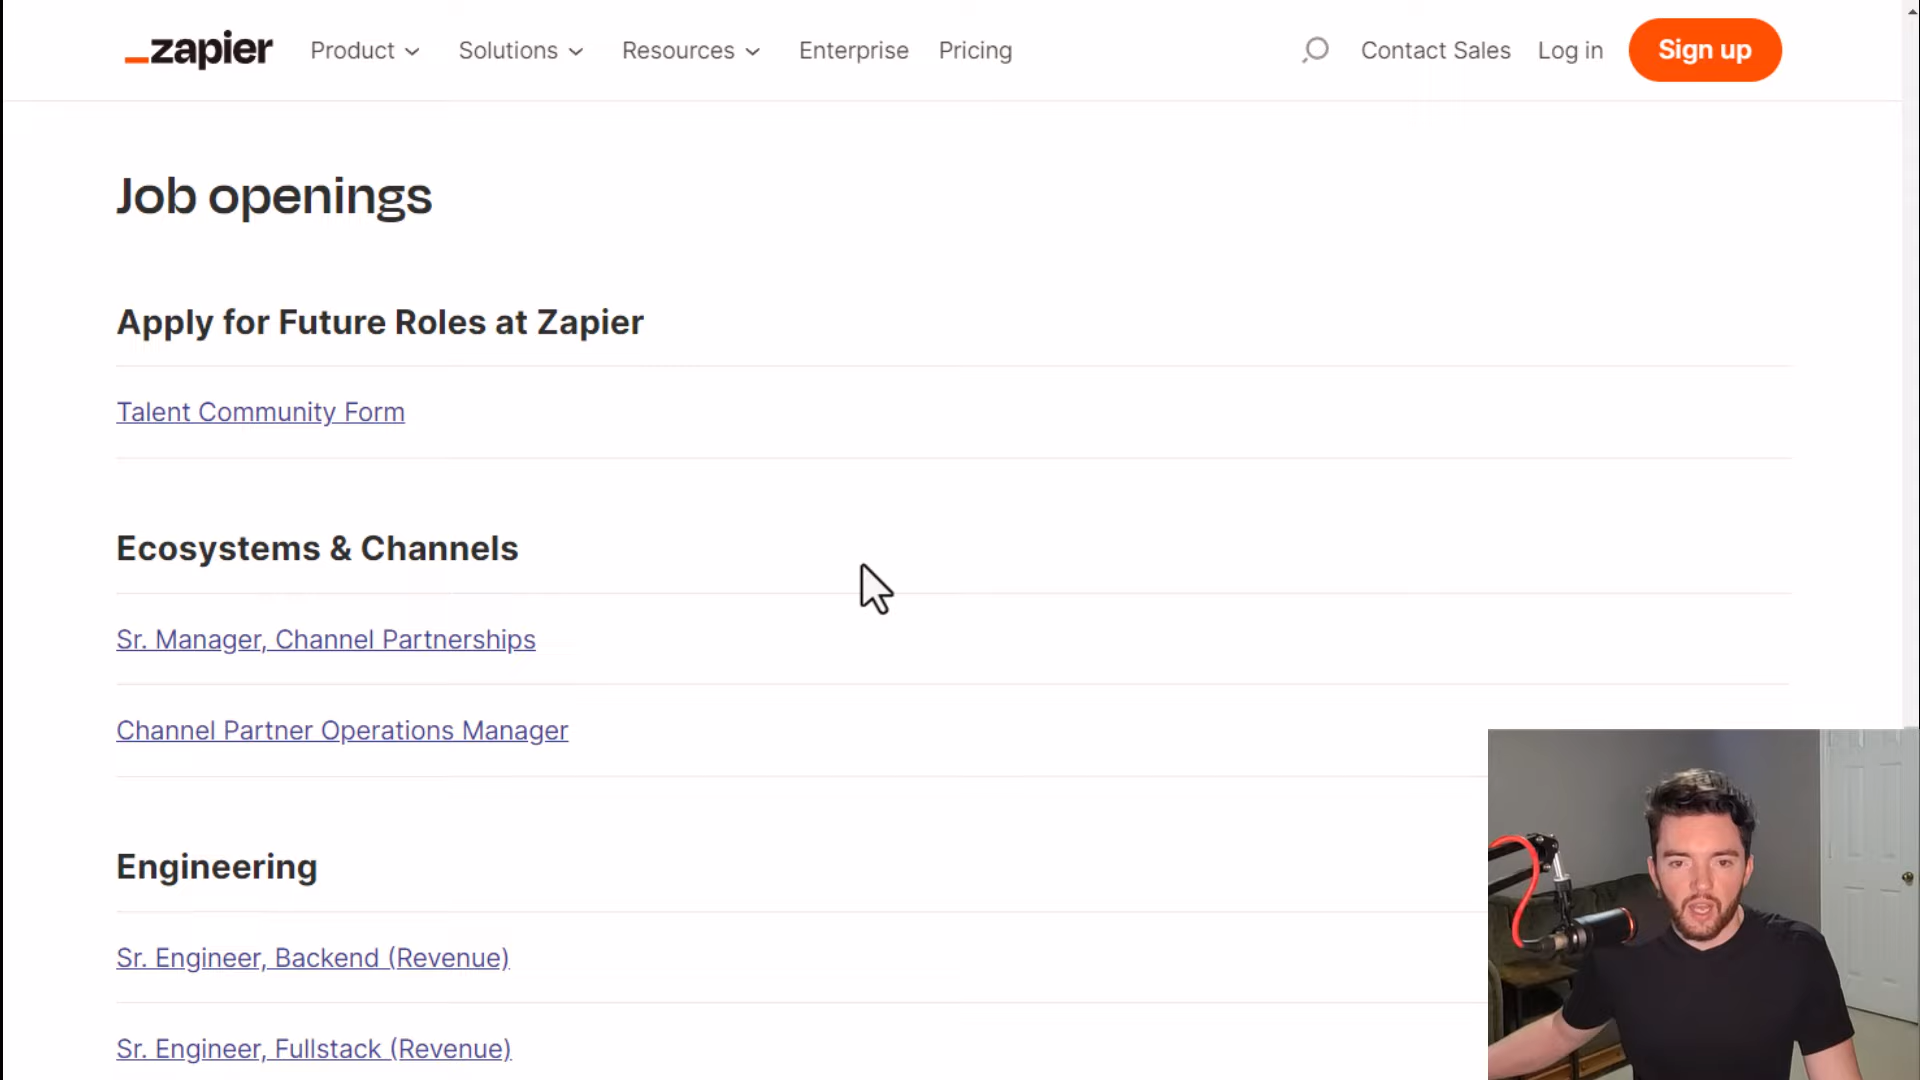 zapier
Product
Solutions
Resources
Enterprise
Pricing
Contact Sales
Log in
Sign up
Job openings
Apply for Future Roles at Zapier
Talent Community Form
Ecosystems & Channels
Sr. Manager, Channel Partnerships
Channel Partner Operations Manager
Engineering
Sr. Engineer, Backend (Revenue)
Sr. Engineer, Fullstack (Revenue)